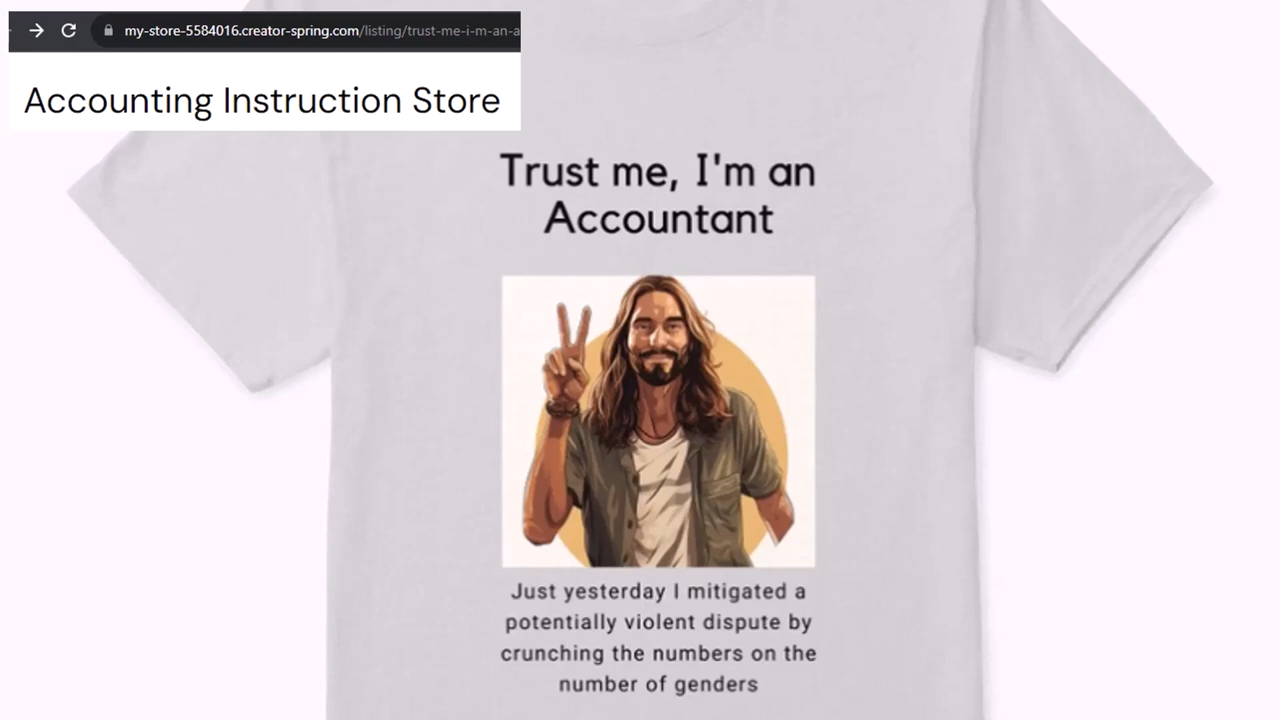 my-store-5584016.creator-spring.com/listing/trust-me-i-m-an-a
Accounting Instruction Store
Trust me, I'm an
Accountant
Just yesterday I mitigated a
potentially violent dispute by
crunching the numbers on the
number of genders